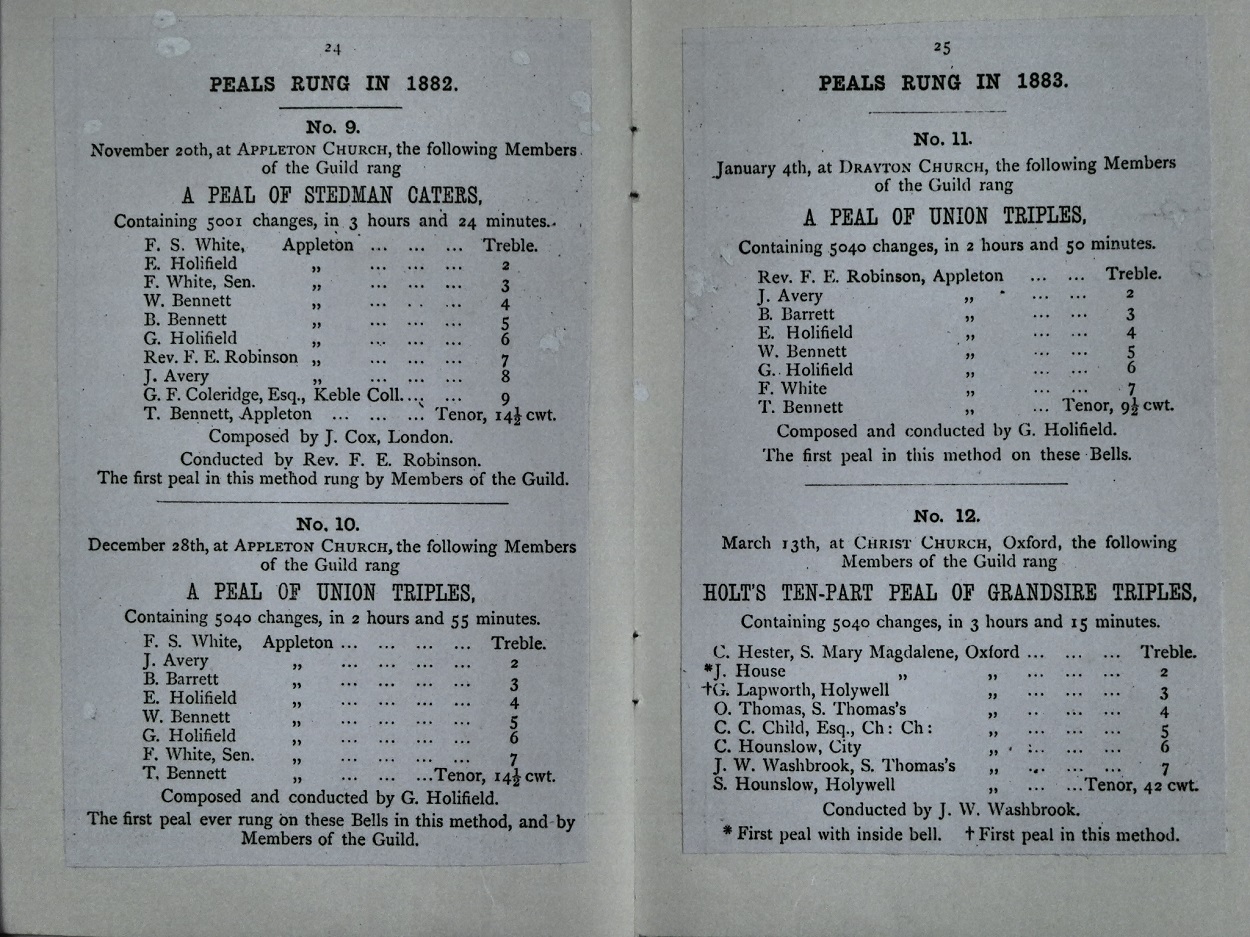 24
PEALS RUNG IN 1882.
No. 9.
November 20th, at APPLETON CHURCH, the following Members
of the Guild rang
A PEAL OF STEDMAN CATERS,
Containing 5001 changes, in 3 hours and 24 minutes.
F. S. White, Appleton ... ... ... Treble.
E. Holifield „ ... ... ... 2
F. White, Sen. „ ... ... ... 3
W. Bennett „ ... ... ... 4
B. Bennett „ ... ... ... 5
G. Holifield „ ... ... ... 6
Rev. F. E. Robinson „ ... ... ... 7
J. Avery „ ... ... ... 8
G. F. Coleridge, Esq., Keble Coll. ... ... 9
T. Bennett, Appleton ... ... ... Tenor, 14½ cwt.
Composed by J. Cox, London.
Conducted by Rev. F. E. Robinson.
The first peal in this method rung by Members of the Guild.
No. 10.
December 28th, at APPLETON CHURCH, the following Members
of the Guild rang
A PEAL OF UNION TRIPLES,
Containing 5040 changes, in 2 hours and 55 minutes.
F. S. White, Appleton ... ... ... ... Treble.
J. Avery „ ... ... ... ... 2
B. Barrett „ ... ... ... ... 3
E. Holifield „ ... ... ... ... 4
W. Bennett „ ... ... ... ... 5
G. Holifield „ ... ... ... ... 6
F. White, Sen. „ ... ... ... ... 7
T. Bennett „ ... ... ... ...Tenor, 14½ cwt.
Composed and conducted by G. Holifield.
The first peal ever rung on these Bells in this method, and by
Members of the Guild.
25
PEALS RUNG IN 1883.
No. 11.
January 4th, at DRAYTON CHURCH, the following Members
of the Guild rang
A PEAL OF UNION TRIPLES,
Containing 5040 changes, in 2 hours and 50 minutes.
Rev. F. E. Robinson, Appleton ... ... Treble.
J. Avery „ ... ... 2
B. Barrett „ ... ... 3
E. Holifield „ ... ... 4
W. Bennett „ ... ... 5
G. Holifield „ ... ... 6
F. White „ ... ... 7
T. Bennett „ ... Tenor, 9½ cwt.
Composed and conducted by G. Holifield.
The first peal in this method on these Bells.
No. 12.
March 13th, at CHRIST CHURCH, Oxford, the following
Members of the Guild rang
HOLT'S TEN-PART PEAL OF GRANDSIRE TRIPLES,
Containing 5040 changes, in 3 hours and 15 minutes.
C. Hester, S. Mary Magdalene, Oxford ... ... ... Treble.
*J. House „ „ ... ... ... 2
†G. Lapworth, Holywell „ ... ... ... 3
O. Thomas, S. Thomas's „ ... ... ... 4
C. C. Child, Esq., Ch: Ch: „ ... ... ... 5
C. Hounslow, City „ ... ... ... 6
J. W. Washbrook, S. Thomas's „ ... ... ... 7
S. Hounslow, Holywell „ ... ...Tenor, 42 cwt.
Conducted by J. W. Washbrook.
* First peal with inside bell. † First peal in this method.